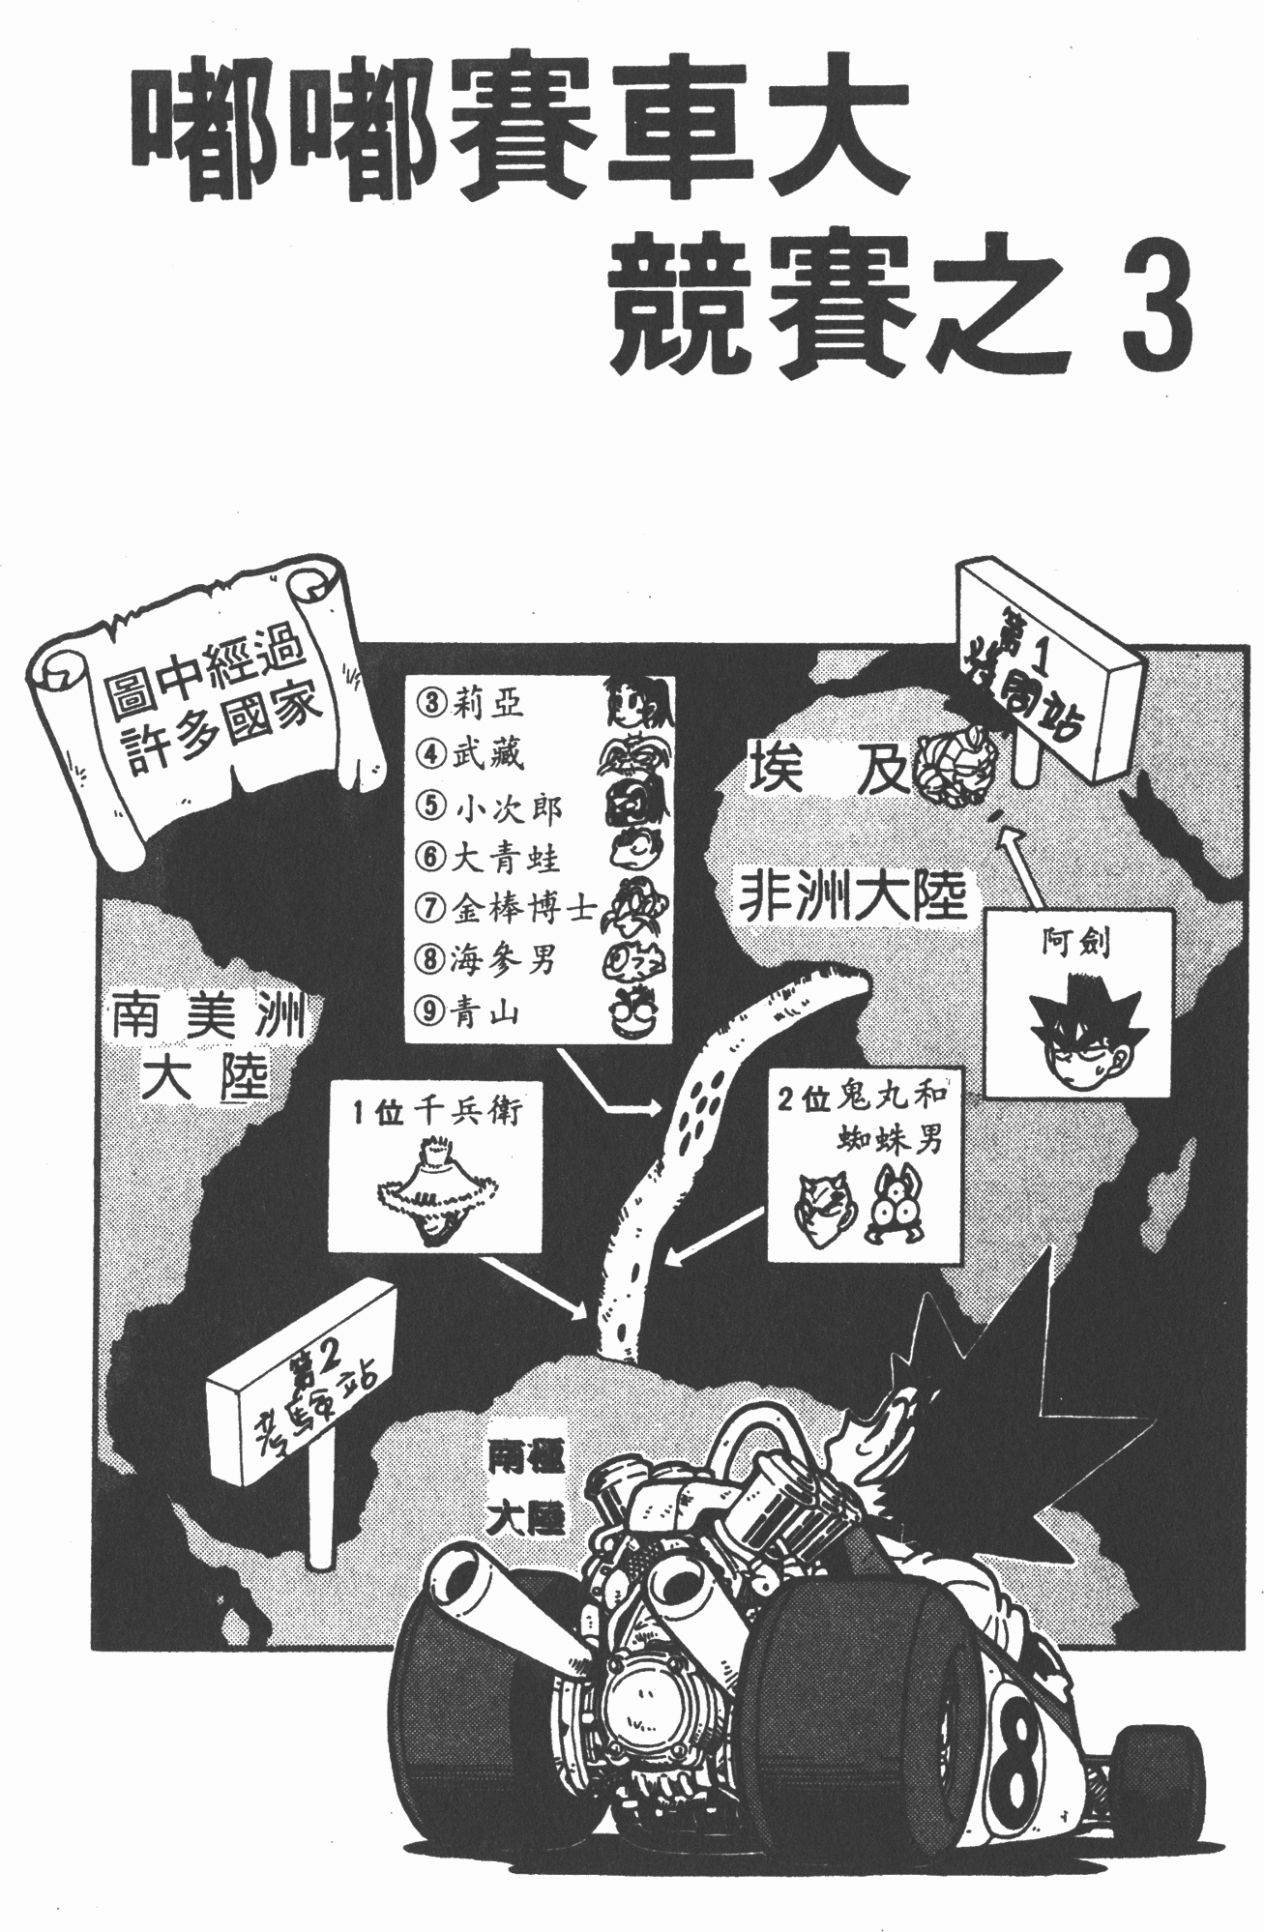 嘟嘟賽車大
競賽之3
圖中經過
許多國家
③莉亞
④武藏
⑤小次郎
⑥大青蛙
⑦金棒博士
⑧海參男
⑨青山
第1
站
埃及
非洲大陸
阿劍
南美洲
大陸
1位千兵衛
2位鬼丸和
蜘蛛男
第2
考驗站
南極
大陸
8